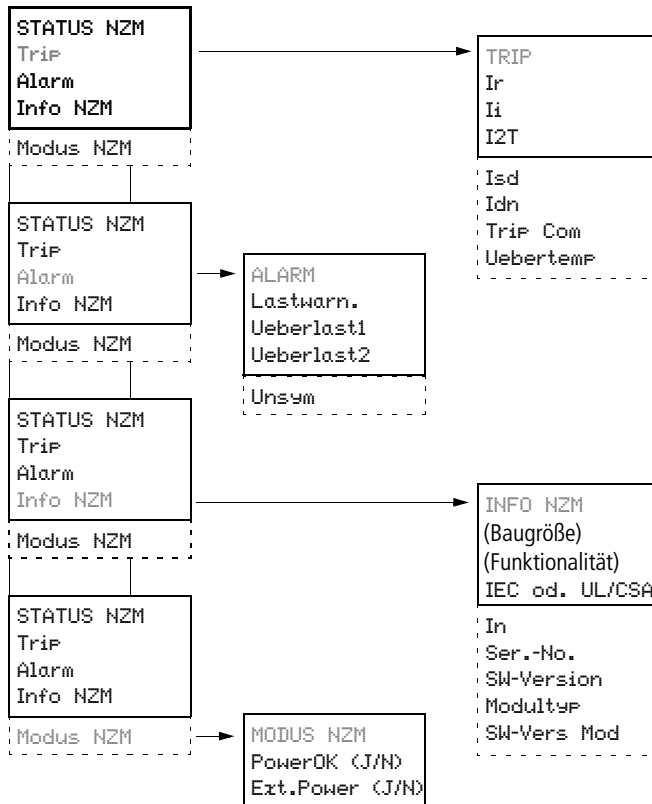 STATUS NZM
Trip
Alarm
Info NZM
Modus NZM
TRIP
Ir
Ii
I2T
Isd
Idn
Trip Com
Uebertemp
STATUS NZM
Trip
Alarm
Info NZM
Modus NZM
ALARM
Lastwarn.
Ueberlast1
Ueberlast2
Unsym
STATUS NZM
Trip
Alarm
Info NZM
Modus NZM
INFO NZM
(Baugröße)
(Funktionalität)
IEC od. UL/CSA
In
Ser.-No.
SW-Version
Modultyp
SW-Vers Mod
STATUS NZM
Trip
Alarm
Info NZM
Modus NZM
MODUS NZM
PowerOK (J/N)
Ext.Power (J/N)